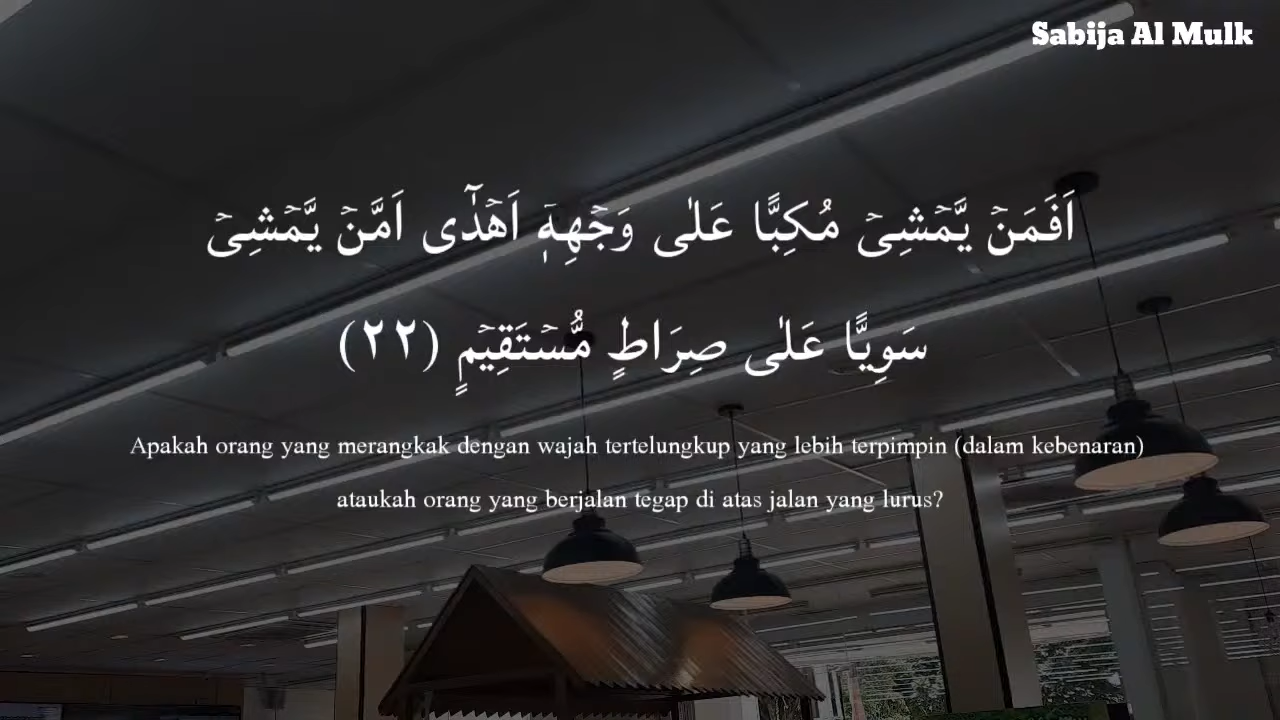 Sabija Al Mulk
اَفَمَنْ يَّمْشِيْ مُكِبًّا عَلٰى وَجْهِهٖٓ اَهْدٰٓى اَمَّنْ يَّمْشِيْ
سَوِيًّا عَلٰى صِرَاطٍ مُّسْتَقِيْمٍ (٢٢)
Apakah orang yang merangkak dengan wajah tertelungkup yang lebih terpimpin (dalam kebenaran)
ataukah orang yang berjalan tegap di atas jalan yang lurus?